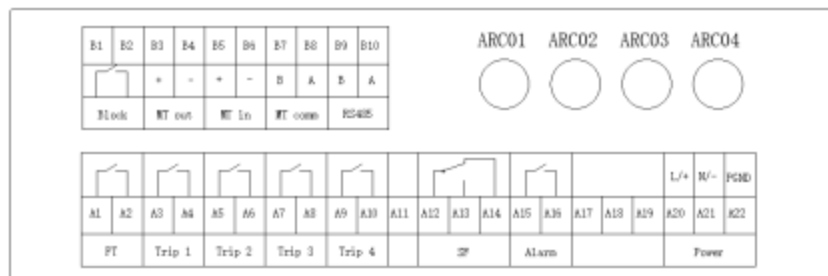 B1 B2 B3 B4 B5 B6 B7 B8 B9 B10
+ - + - B A B A
Block MT out MT in MT comm RS485
ARC01 ARC02 ARC03 ARC04
L/+ N/- PGND
A1 A2 A3 A4 A5 A6 A7 A8 A9 A10 A11 A12 A13 A14 A15 A16 A17 A18 A19 A20 A21 A22
Trip 1 Trip 2 Trip 3 Trip 4 Alarm Power